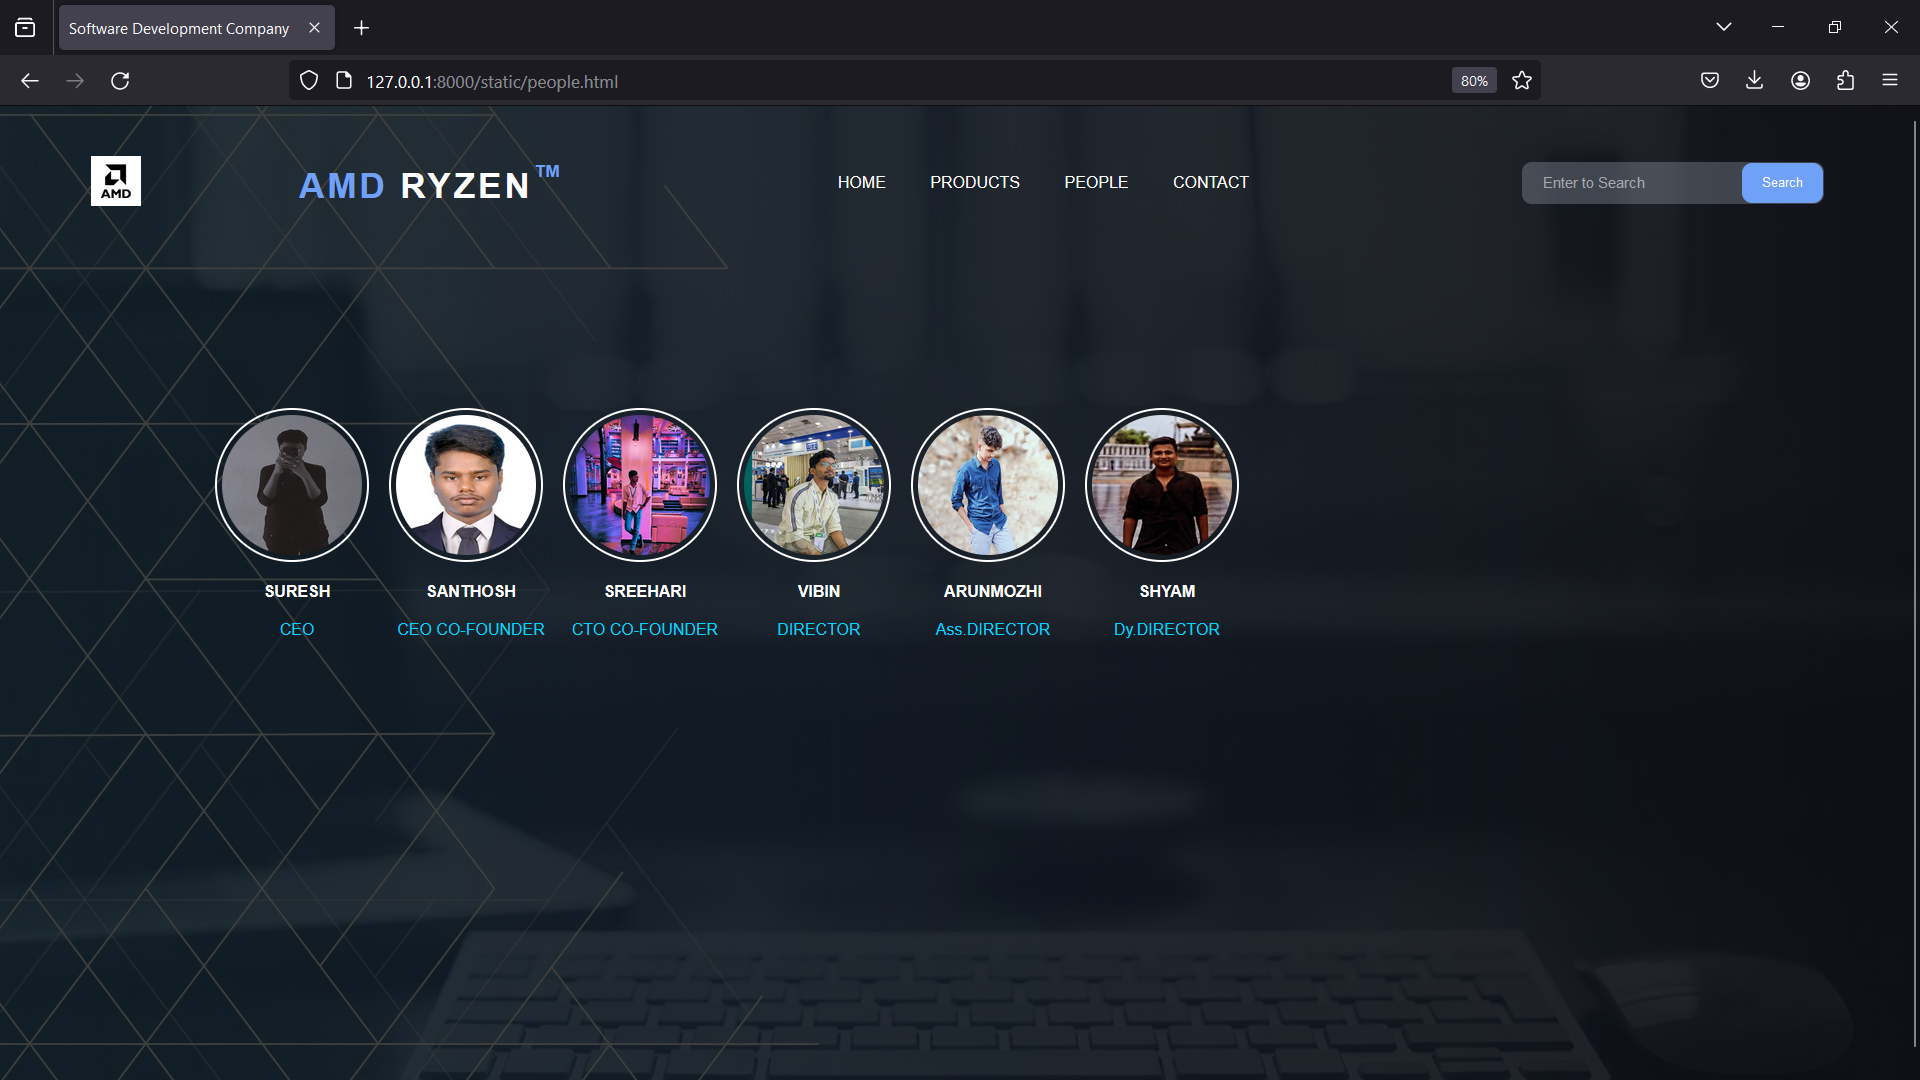 Software Development Company
127.0.0.1:8000/static/people.html
80%
AMD
AMD RYZEN™
HOME
PRODUCTS
PEOPLE
CONTACT
Enter to Search
Search
SURESH
SANTHOSH
SREEHARI
VIBIN
ARUNMOZHI
SHYAM
CEO
CEO CO-FOUNDER
CTO CO-FOUNDER
DIRECTOR
Ass.DIRECTOR
Dy.DIRECTOR